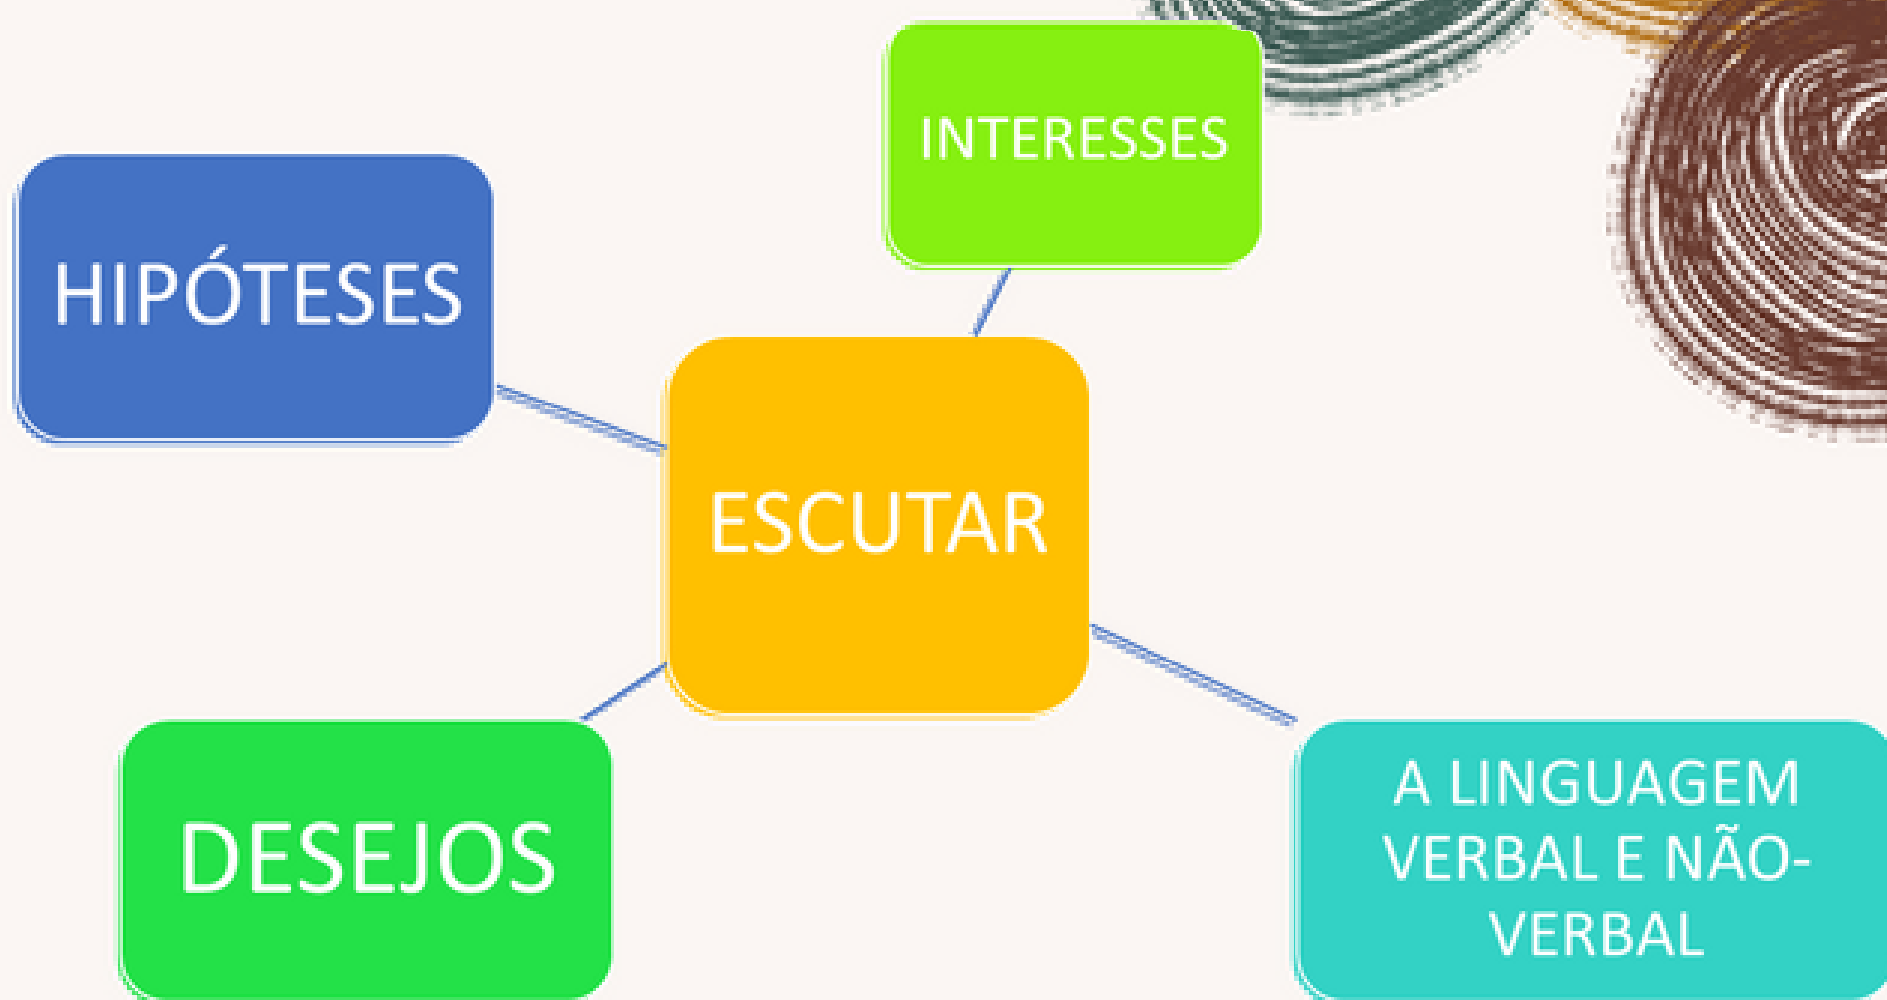 INTERESSES
HIPÓTESES
ESCUTAR
DESEJOS
A LINGUAGEM
VERBAL E NÃO-
VERBAL